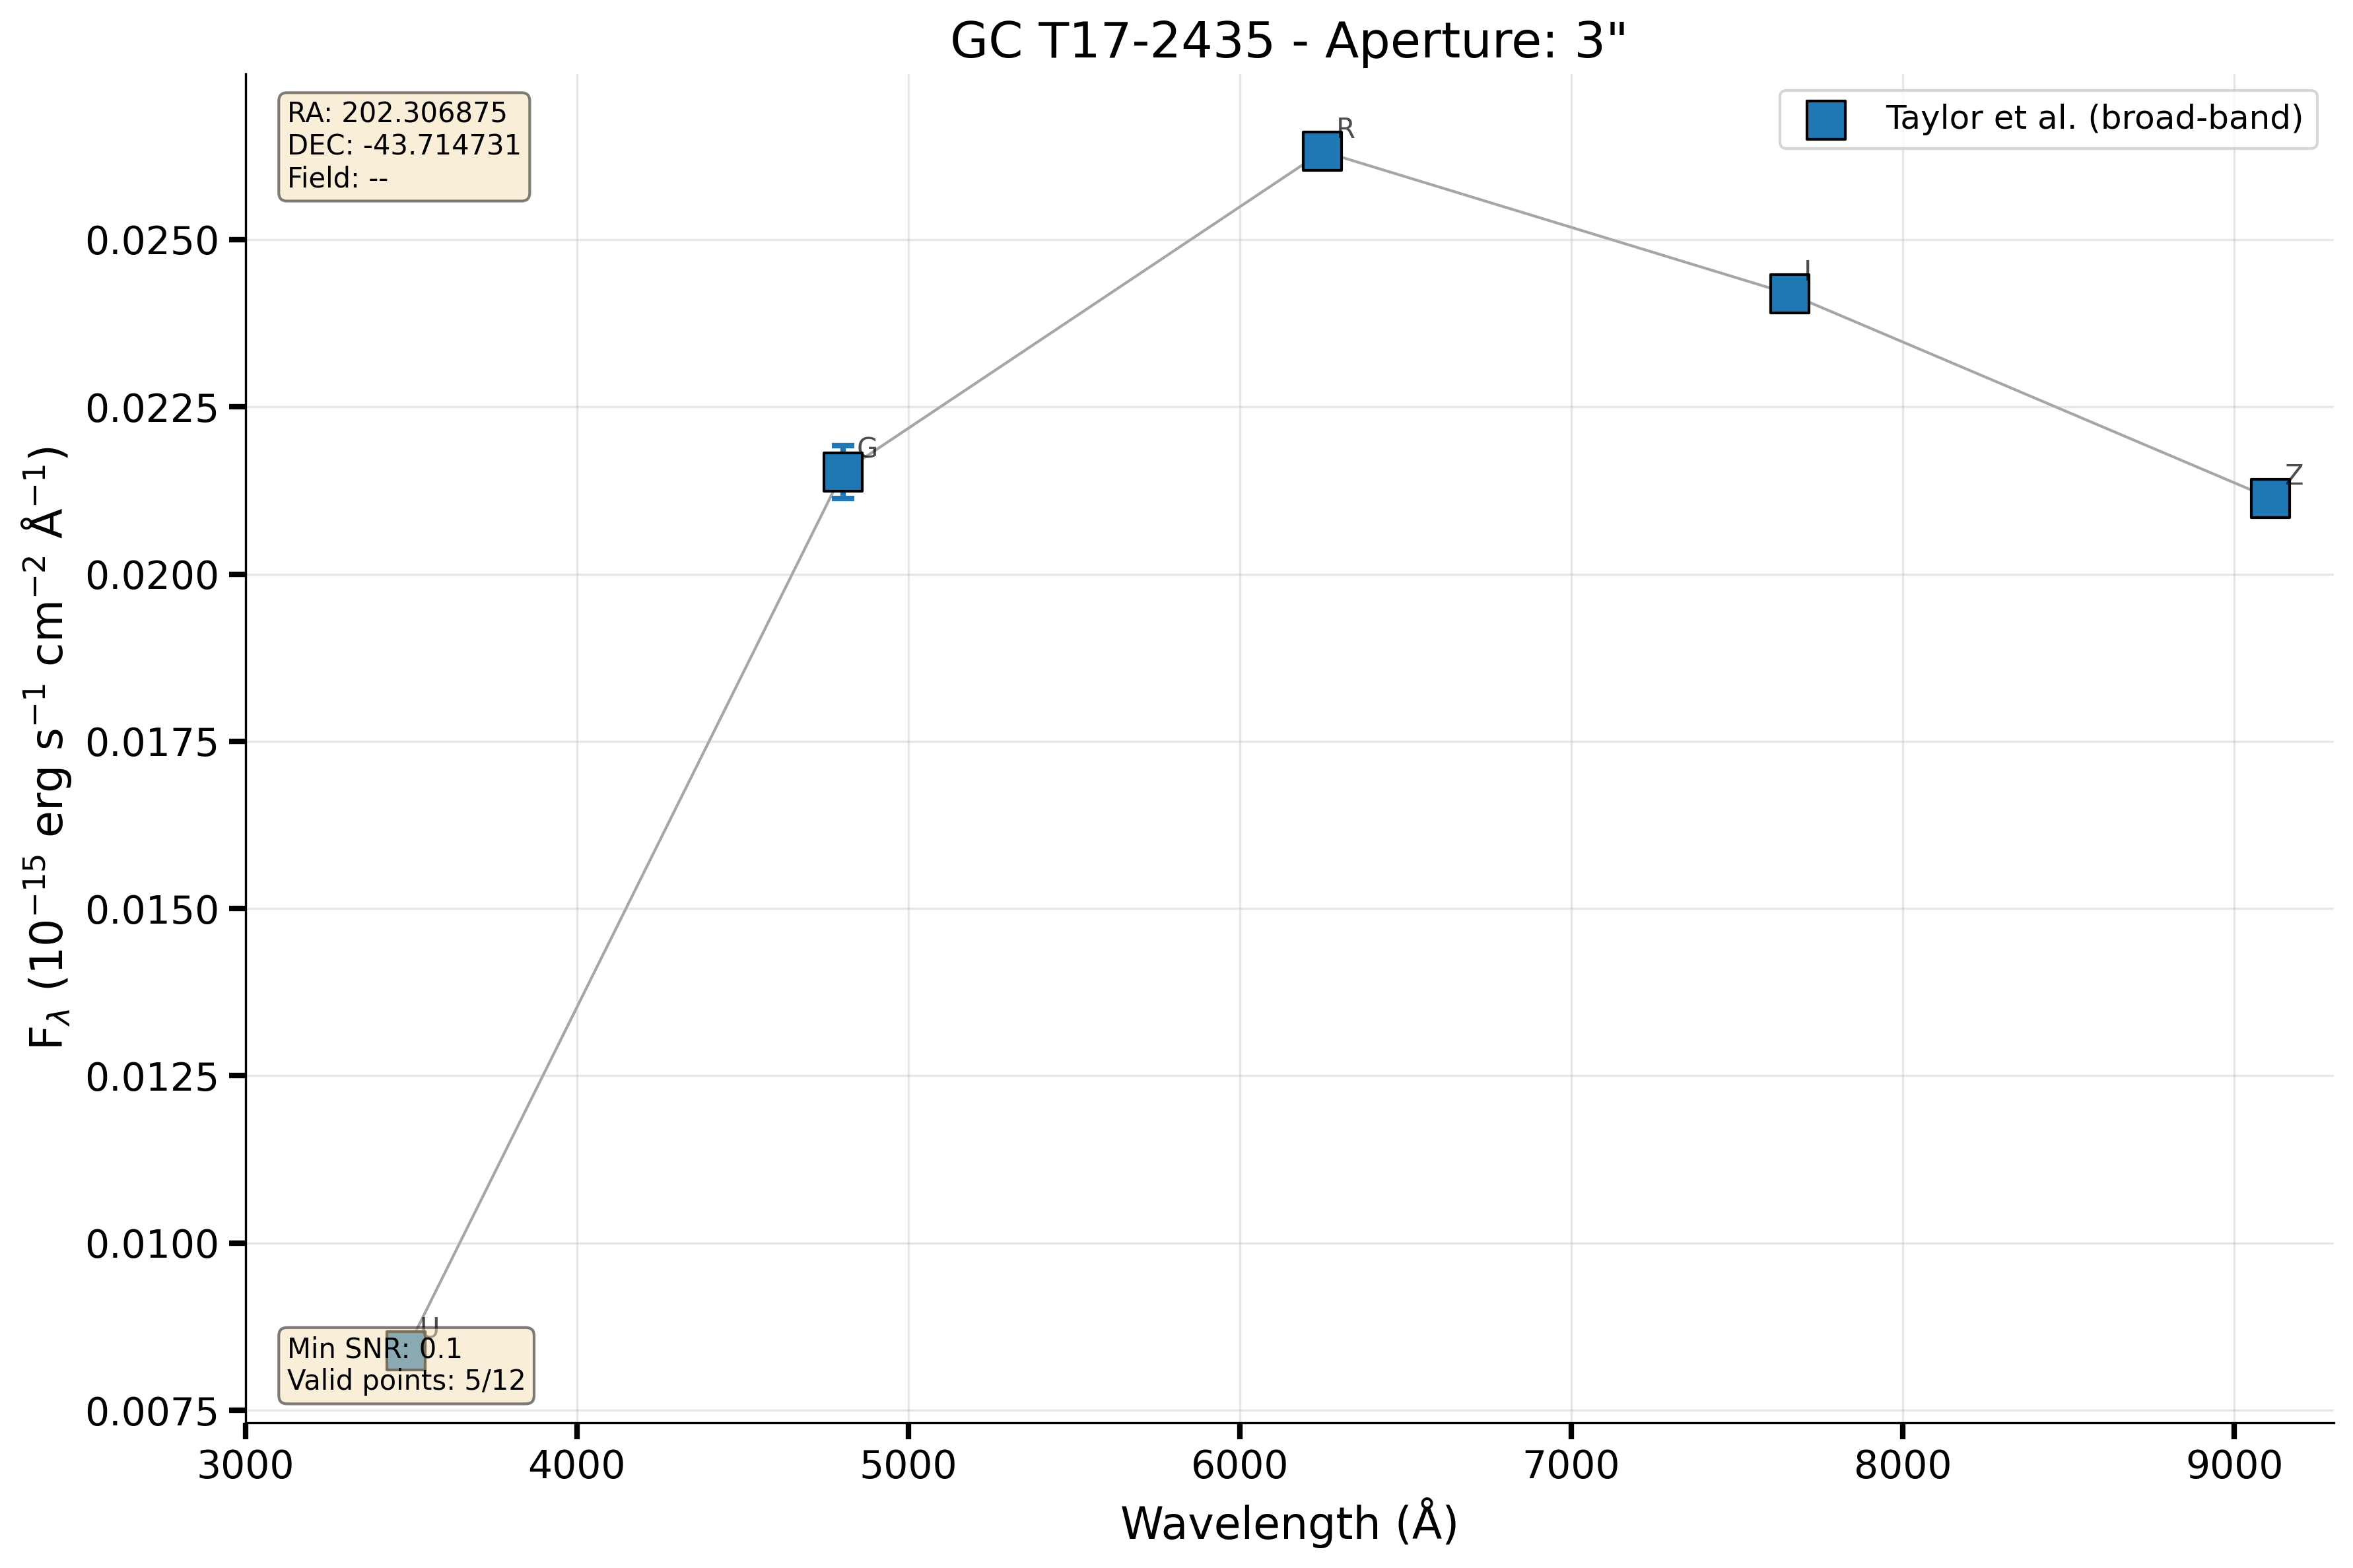 GC T17-2435 - Aperture: 3"
RA: 202.306875
DEC: -43.714731
Field: --
Taylor et al. (broad-band)
R
I
G
Z
U
Min SNR: 0.1
Valid points: 5/12
0.0250
0.0225
0.0200
0.0175
0.0150
0.0125
0.0100
0.0075
F_λ (10⁻¹⁵ erg s⁻¹ cm⁻² Å⁻¹)
3000 4000 5000 6000 7000 8000 9000
Wavelength (Å)